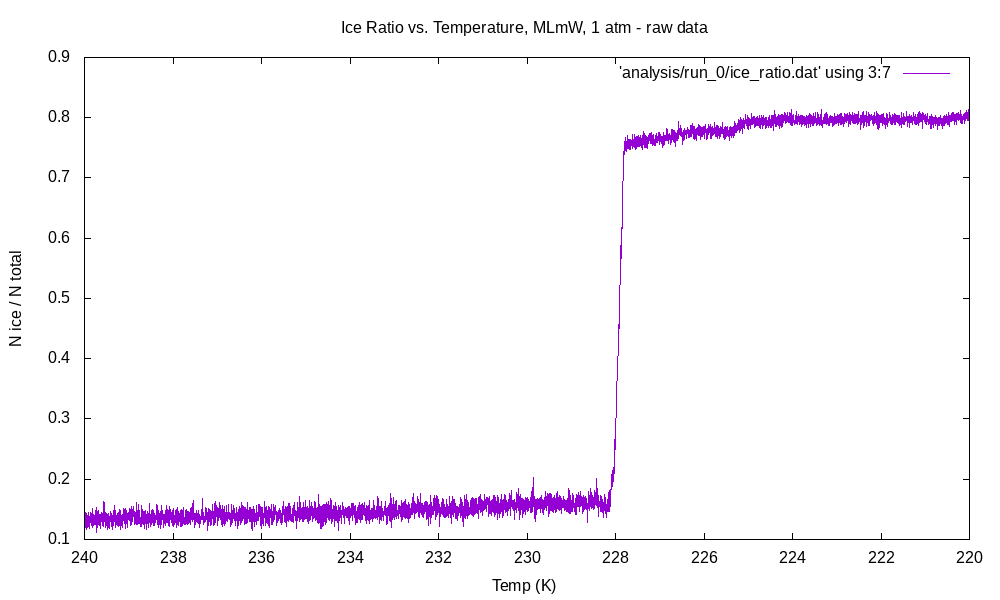 Ice Ratio vs. Temperature, MLmW, 1 atm - raw data
'analysis/run_0/ice_ratio.dat' using 3:7
N ice / N total
0.9
0.8
0.7
0.6
0.5
0.4
0.3
0.2
0.1
240 238 236 234 232 230 228 226 224 222 220
Temp (K)